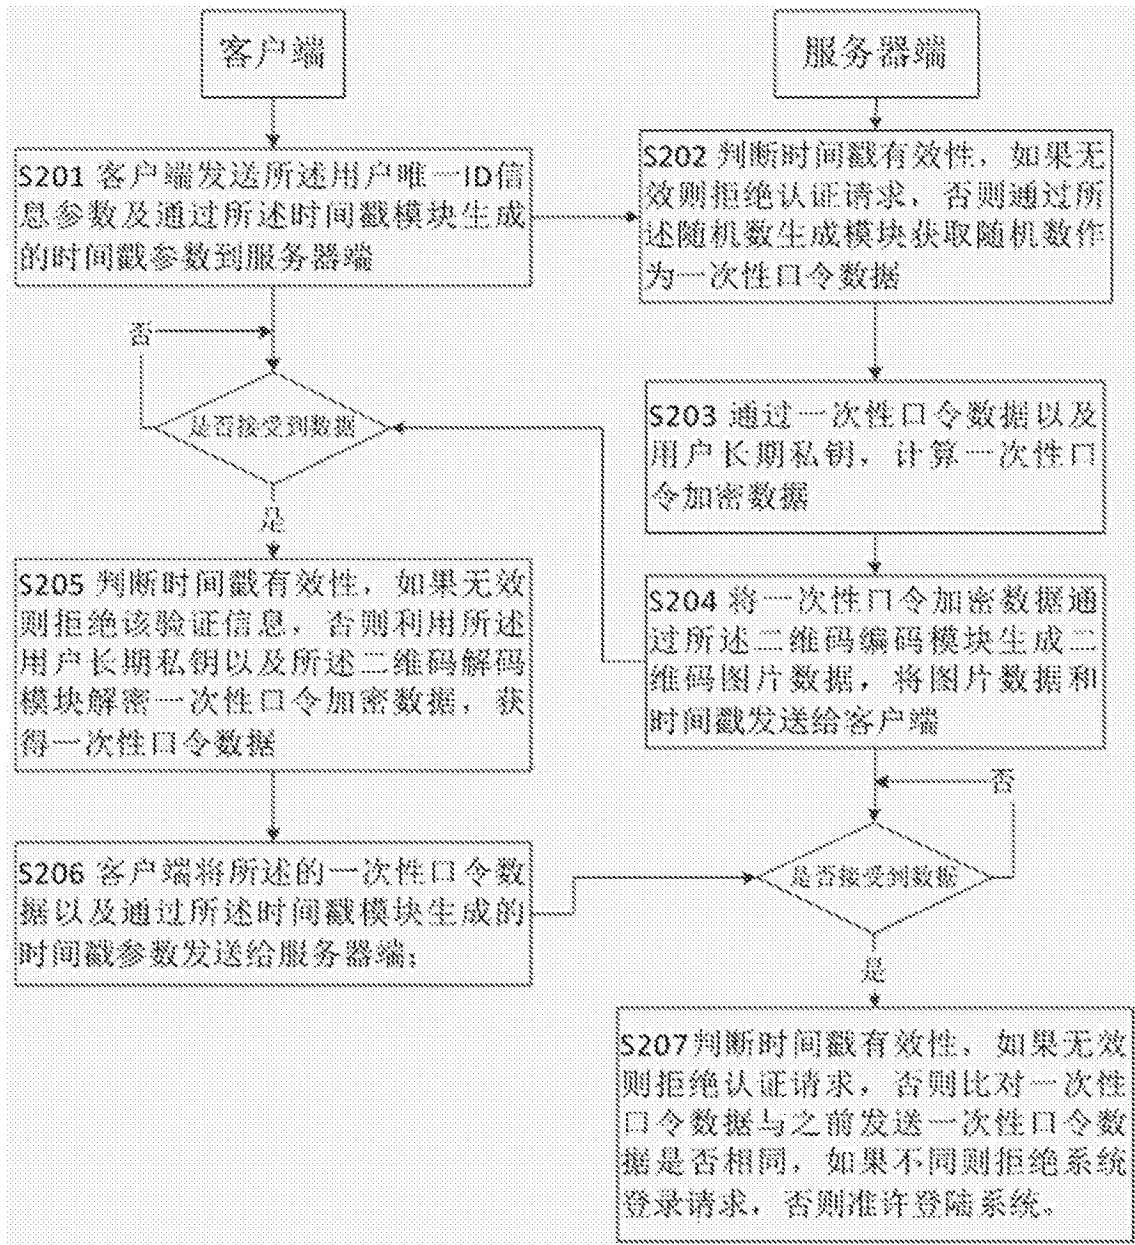 客户端
服务器端
S201 客户端发送所述用户唯一ID信
息参数及通过所述时间戳模块生成
的时间戳参数到服务器端
S202 判断时间戳有效性，如果无
效则拒绝认证请求，否则通过所
述随机数生成模块获取随机数作
为一次性口令数据
否
是否接受到数据
是
S203 通过一次性口令数据以及
用户长期私钥，计算一次性口
令加密数据
S204 将一次性口令加密数据通
过所述二维码编码模块生成二
维码图片数据，将图片数据和
时间戳发送给客户端
S205 判断时间戳有效性，如果无效
则拒绝该验证信息，否则利用所述
用户长期私钥以及所述二维码解码
模块解密一次性口令加密数据，获
得一次性口令数据
S206 客户端将所述的一次性口令数
据以及通过所述时间戳模块生成的
时间戳参数发送给服务器端；
否
是否接受到数据
是
S207判断时间戳有效性，如果无效
则拒绝认证请求，否则比对一次性
口令数据与之前发送一次性口令数
据是否相同，如果不同则拒绝系统
登录请求，否则准许登陆系统。